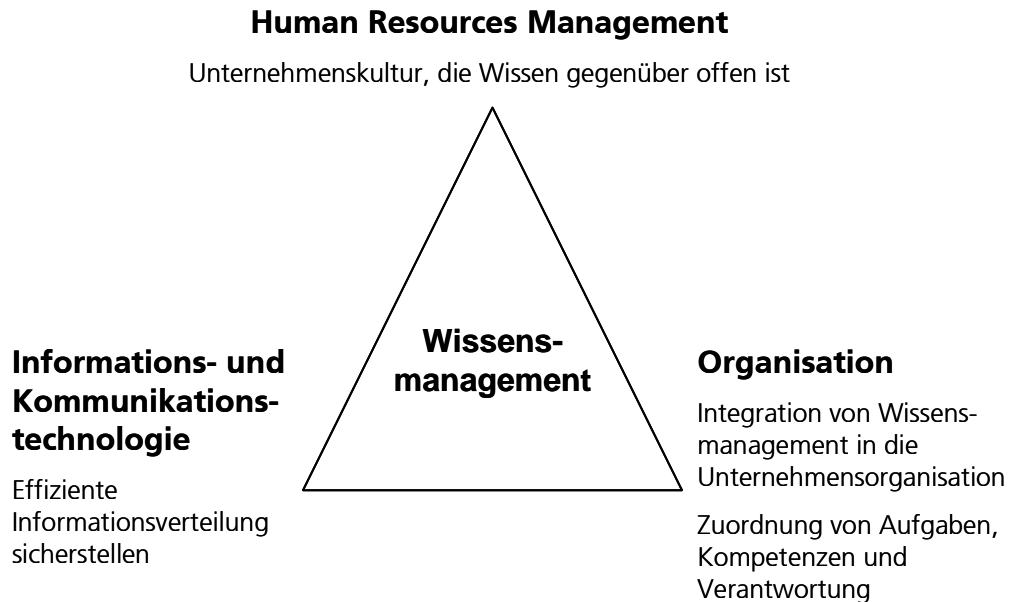 Human Resources Management
Unternehmenskultur, die Wissen gegenüber offen ist
Wissens-
management
Informations- und
Kommunikations-
technologie
Effiziente
Informationsverteilung
sicherstellen
Organisation
Integration von Wissens-
management in die
Unternehmensorganisation
Zuordnung von Aufgaben,
Kompetenzen und
Verantwortung